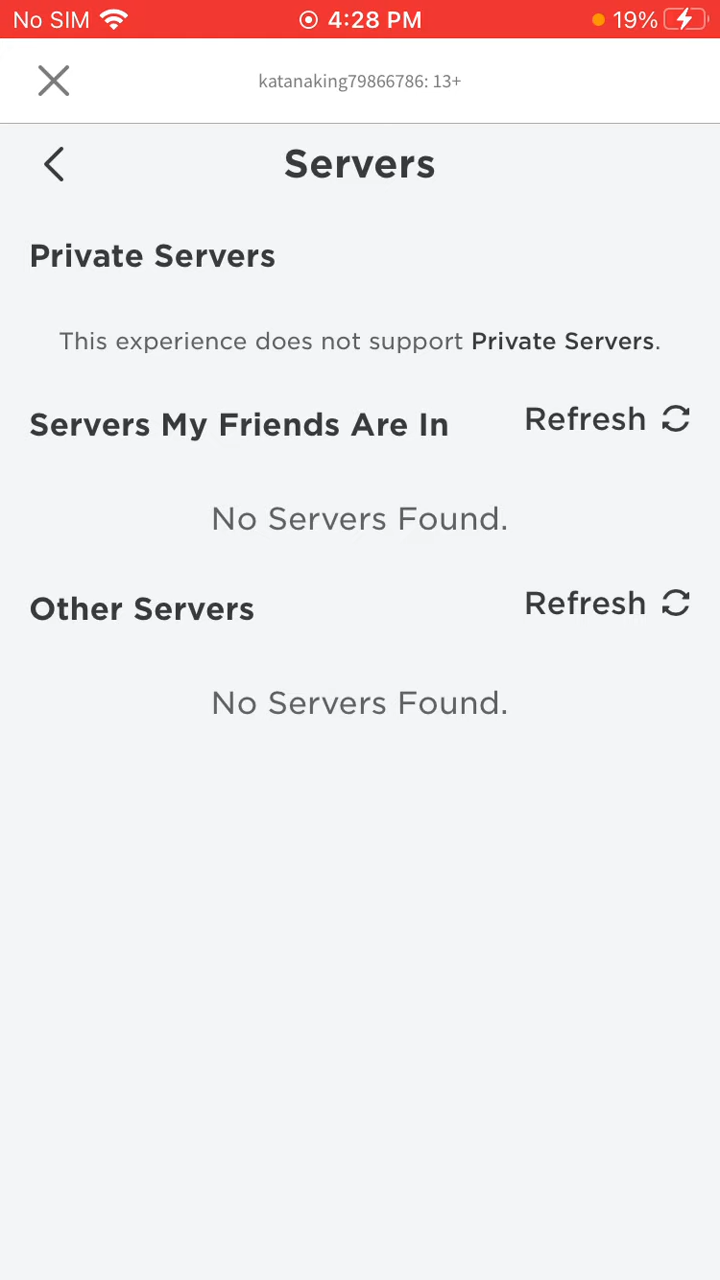 No SIM 4:28 PM 19%
katanaking79866786: 13+
Servers
Private Servers
This experience does not support Private Servers.
Servers My Friends Are In Refresh
No Servers Found.
Other Servers Refresh
No Servers Found.